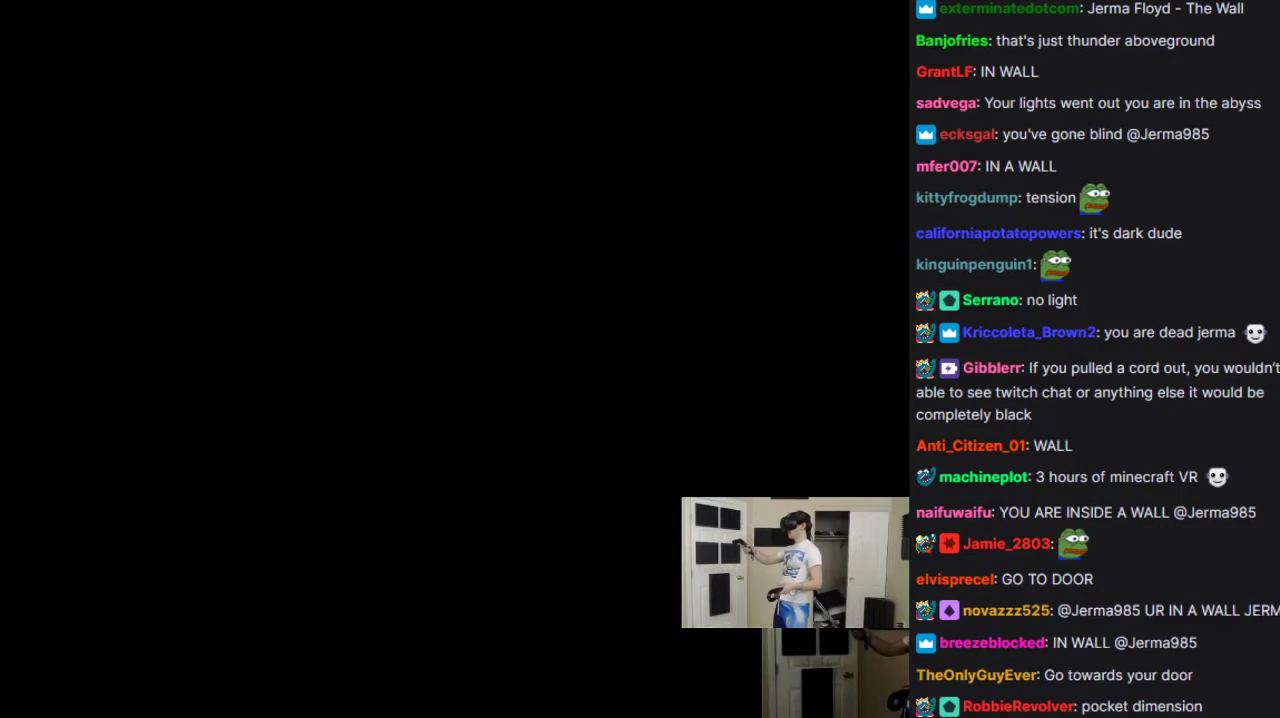 exterminatedotcom: Jerma Floyd - The Wall
Banjofries: that's just thunder aboveground
GrantLF: IN WALL
sadvega: Your lights went out you are in the abyss
ecksgal: you've gone blind @Jerma985
mfer007: IN A WALL
kittyfrogdump: tension
californiapotatopowers: it's dark dude
kinguinpenguin1:
Serrano: no light
Kriccoleta_Brown2: you are dead jerma
Gibblerr: If you pulled a cord out, you wouldn't
able to see twitch chat or anything else it would be
completely black
Anti_Citizen_01: WALL
machineplot: 3 hours of minecraft VR
naifuwaifu: YOU ARE INSIDE A WALL @Jerma985
Jamie_2803:
elvisprecel: GO TO DOOR
novazzz525: @Jerma985 UR IN A WALL JERM
breezeblocked: IN WALL @Jerma985
TheOnlyGuyEver: Go towards your door
RobbieRevolver: pocket dimension